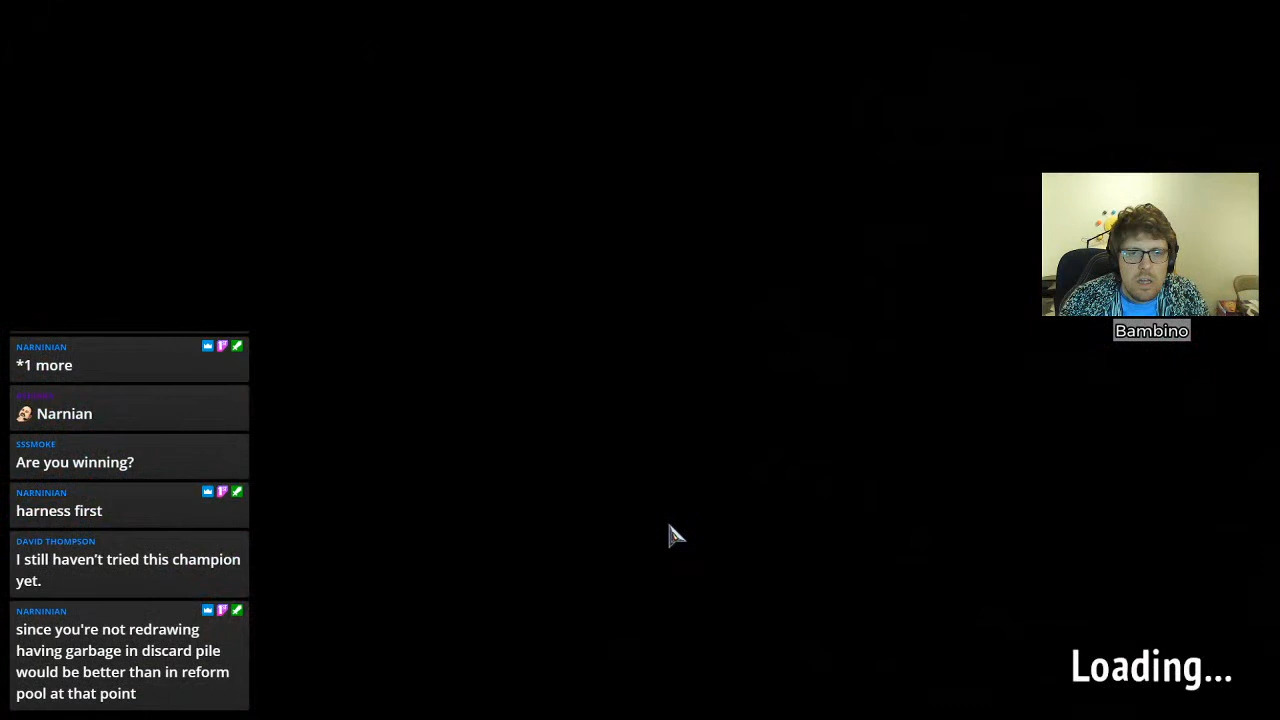 NARNINIAN
*1 more
Narnian
SSSMOKE
Are you winning?
NARNINIAN
harness first
DAVID THOMPSON
I still haven't tried this champion
yet.
NARNINIAN
since you're not redrawing
having garbage in discard pile
would be better than in reform
pool at that point
Bambino
Loading...